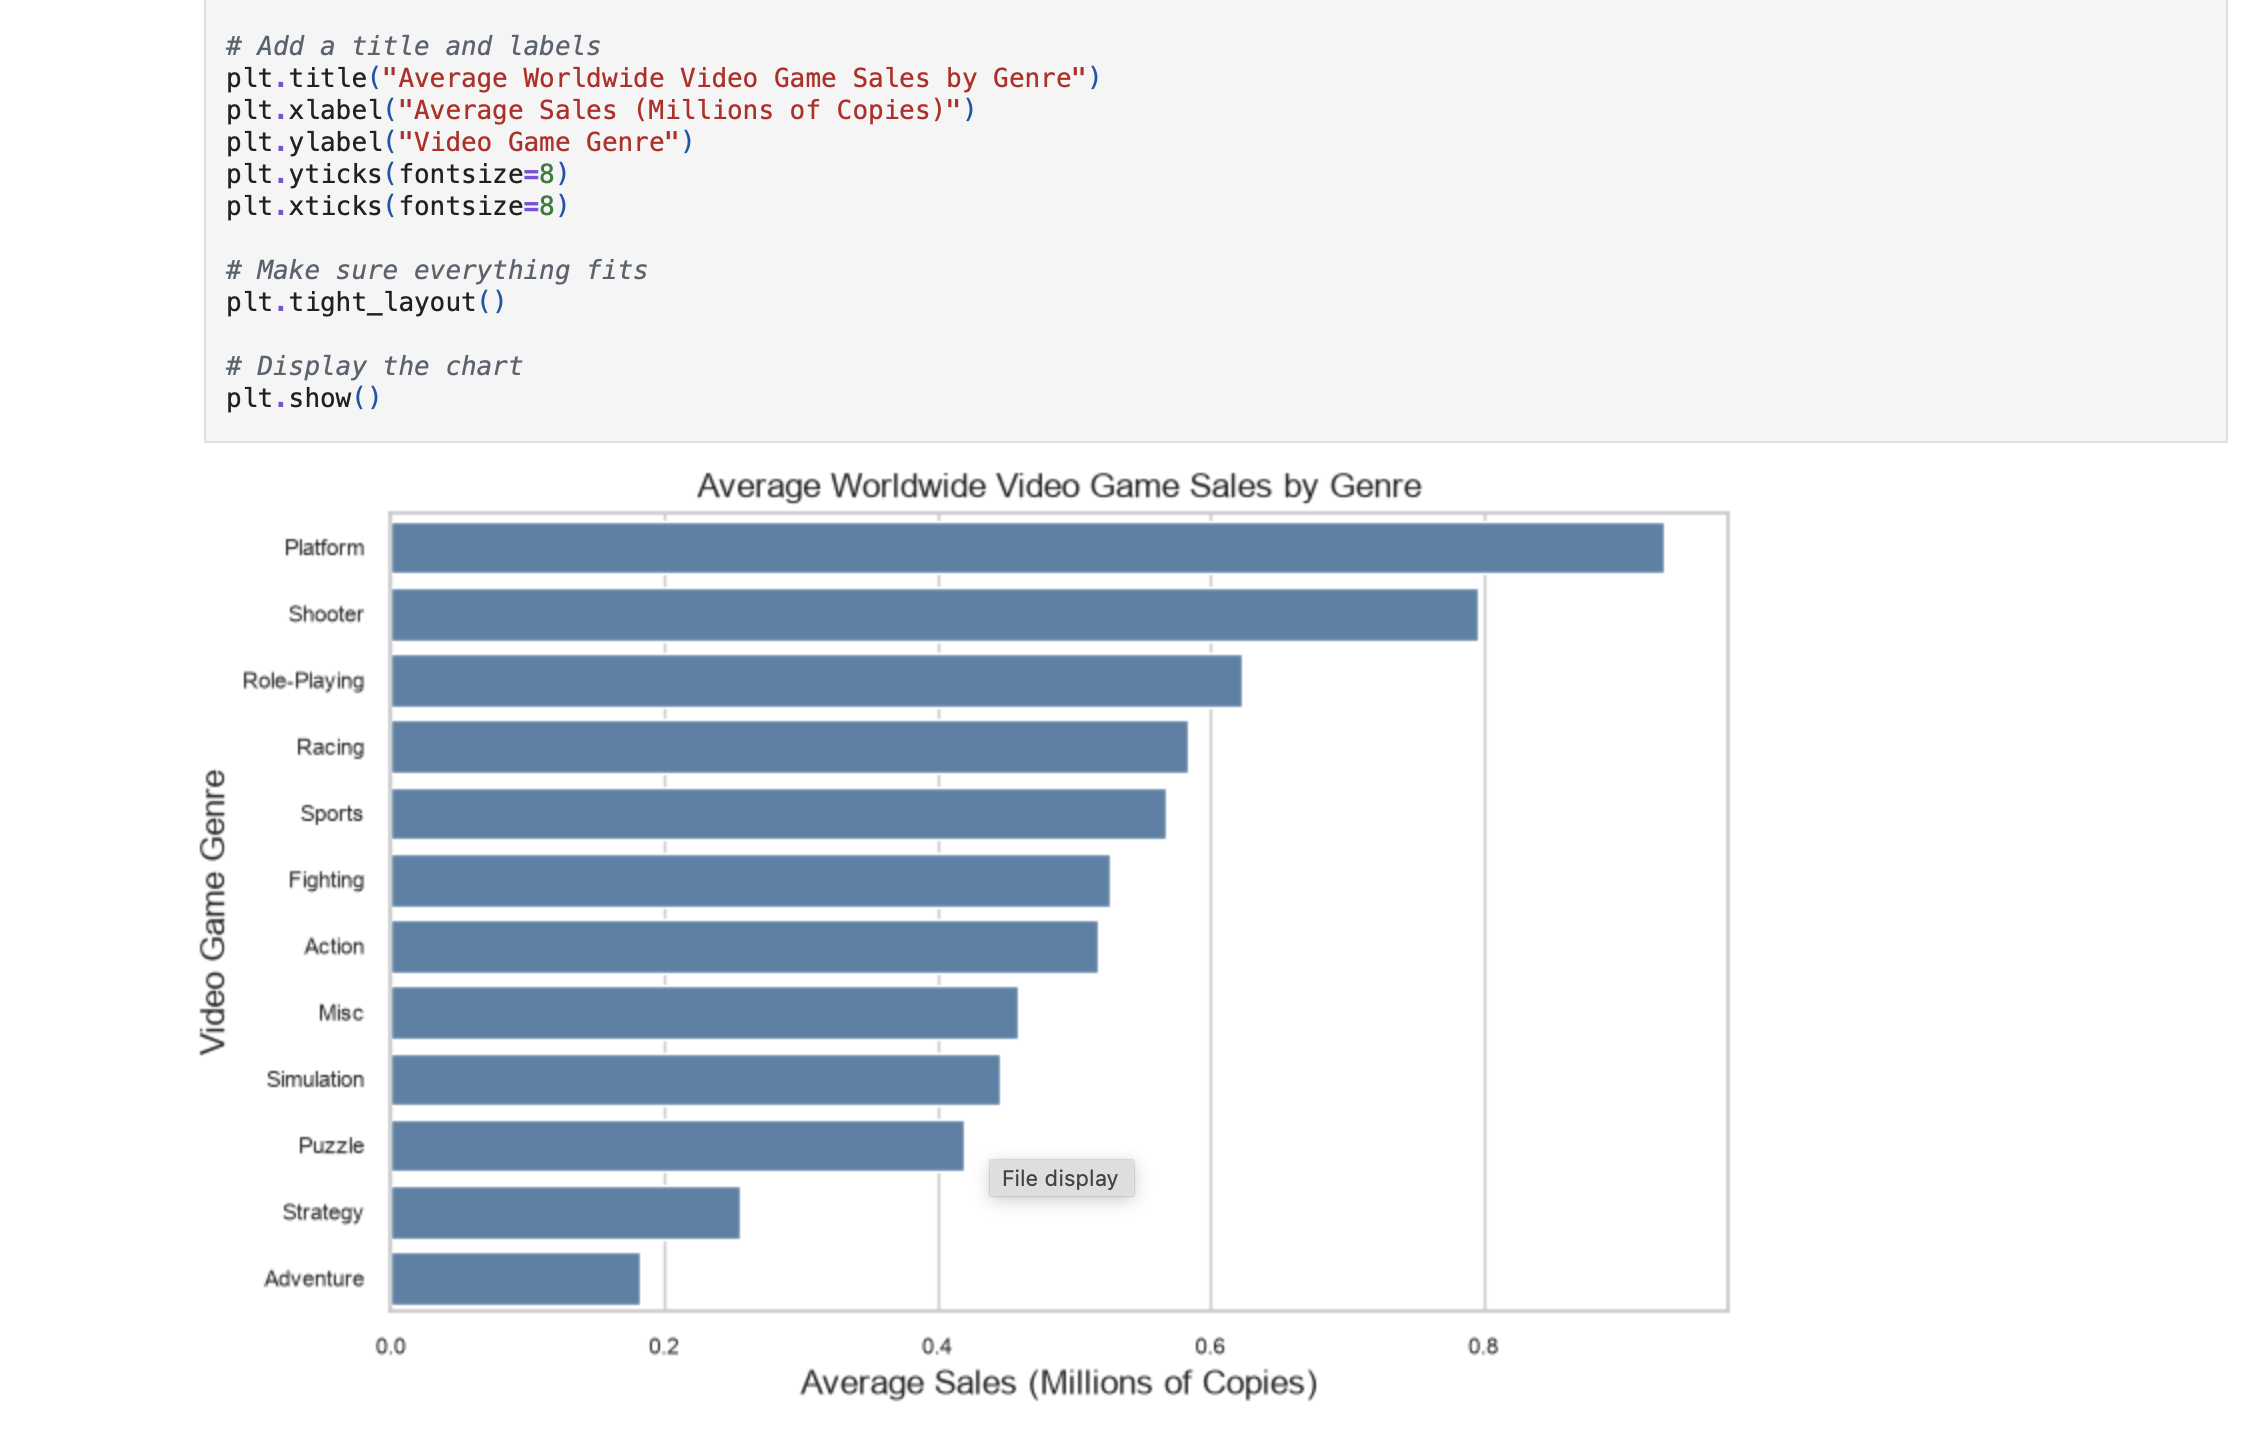 # Add a title and labels
plt.title("Average Worldwide Video Game Sales by Genre")
plt.xlabel("Average Sales (Millions of Copies)")
plt.ylabel("Video Game Genre")
plt.yticks(fontsize=8)
plt.xticks(fontsize=8)
# Make sure everything fits
plt.tight_layout()
# Display the chart
plt.show()
Average Worldwide Video Game Sales by Genre
Video Game Genre
Platform
Shooter
Role-Playing
Racing
Sports
Fighting
Action
Misc
Simulation
Puzzle
File display
Strategy
Adventure
0.0 0.2 0.4 0.6 0.8
Average Sales (Millions of Copies)